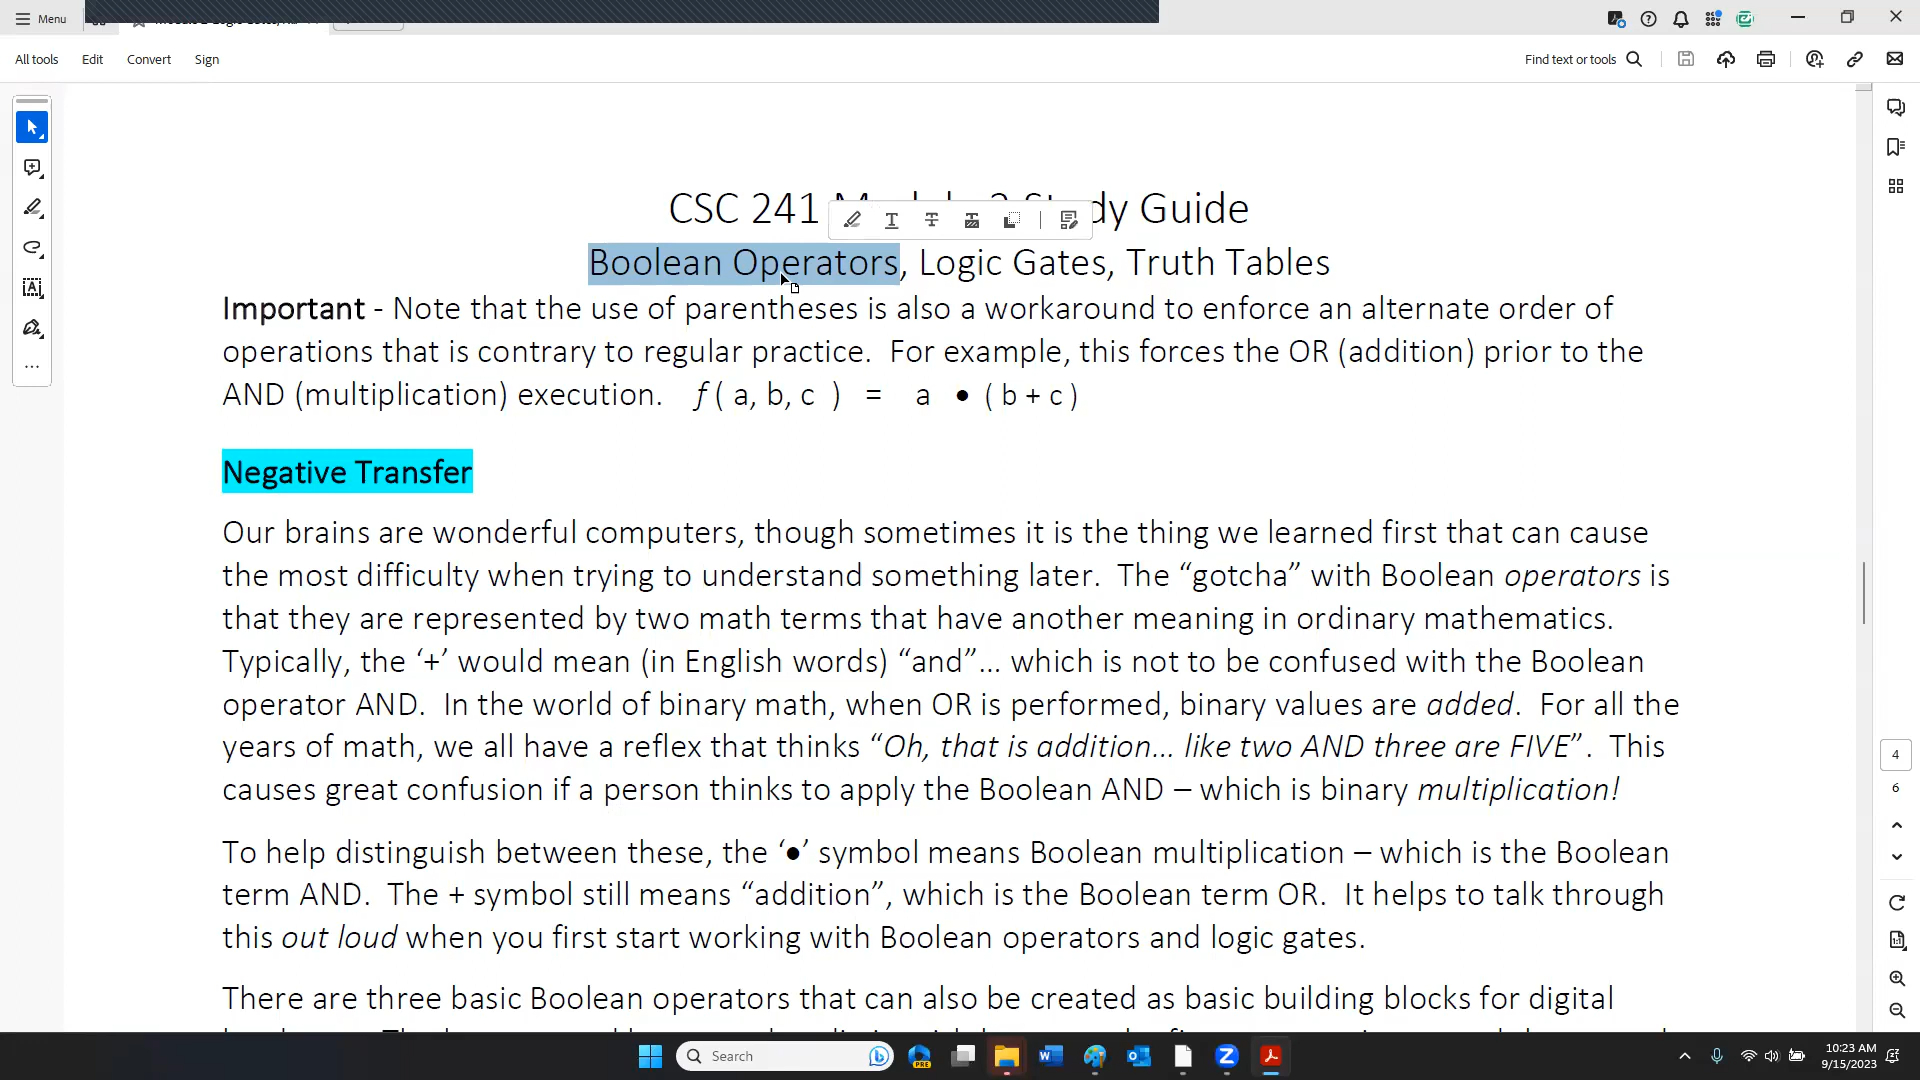 Menu
All tools
Edit
Convert
Sign
Find text or tools
CSC 241 Study Guide
Boolean Operators, Logic Gates, Truth Tables
Important - Note that the use of parentheses is also a workaround to enforce an alternate order of
operations that is contrary to regular practice.  For example, this forces the OR (addition) prior to the
AND (multiplication) execution.   f ( a, b, c )  =  a  •  ( b + c )
Negative Transfer
Our brains are wonderful computers, though sometimes it is the thing we learned first that can cause
the most difficulty when trying to understand something later.  The “gotcha” with Boolean operators is
that they are represented by two math terms that have another meaning in ordinary mathematics.
Typically, the ‘+’ would mean (in English words) “and”… which is not to be confused with the Boolean
operator AND.  In the world of binary math, when OR is performed, binary values are added.  For all the
years of math, we all have a reflex that thinks “Oh, that is addition… like two AND three are FIVE”.  This
causes great confusion if a person thinks to apply the Boolean AND – which is binary multiplication!
To help distinguish between these, the ‘•’ symbol means Boolean multiplication – which is the Boolean
term AND.  The + symbol still means “addition”, which is the Boolean term OR.  It helps to talk through
this out loud when you first start working with Boolean operators and logic gates.
There are three basic Boolean operators that can also be created as basic building blocks for digital
4
6
Search
PRE
10:23 AM
9/15/2023